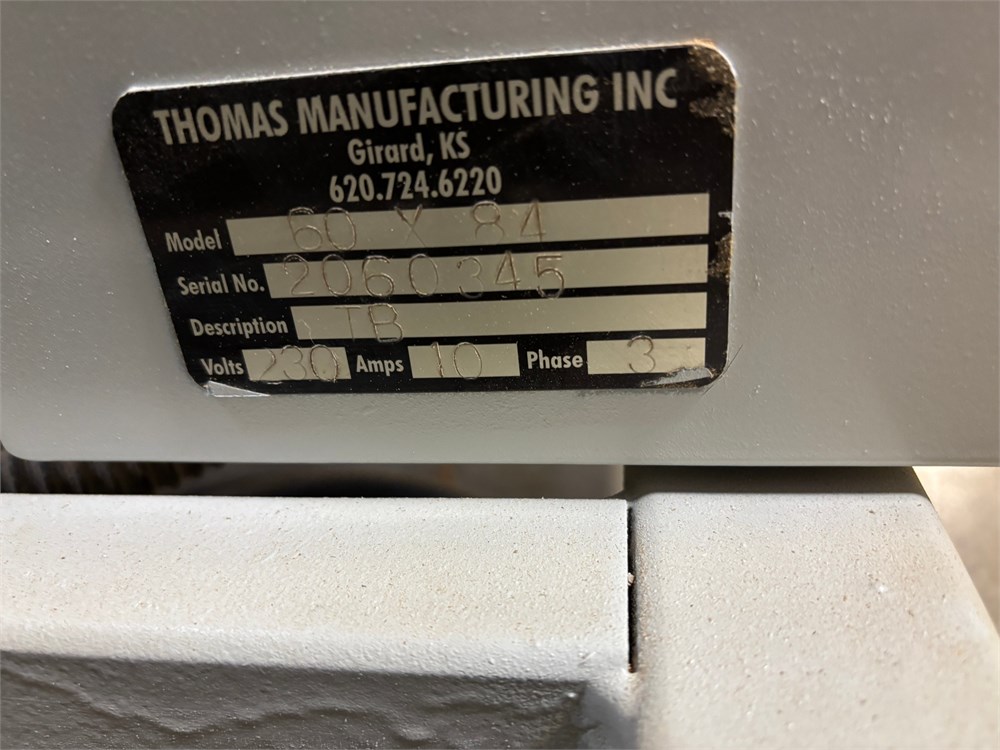 THOMAS MANUFACTURING INC
Girard, KS
620.724.6220
Model 60 X 84
Serial No. 2060345
Description TB
Volts 230 Amps 10 Phase 3